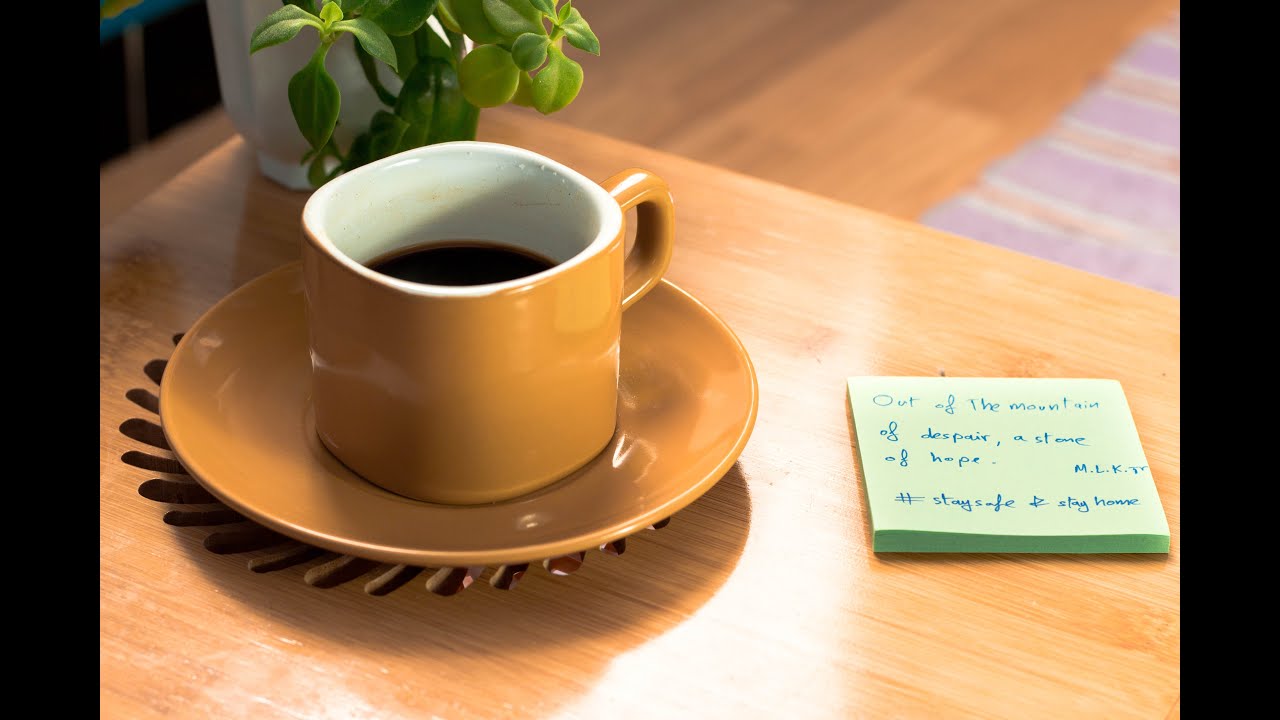 Out of The mountain
of despair, a stone
of hope.
M.L.K.Jr
# staysafe & stay home